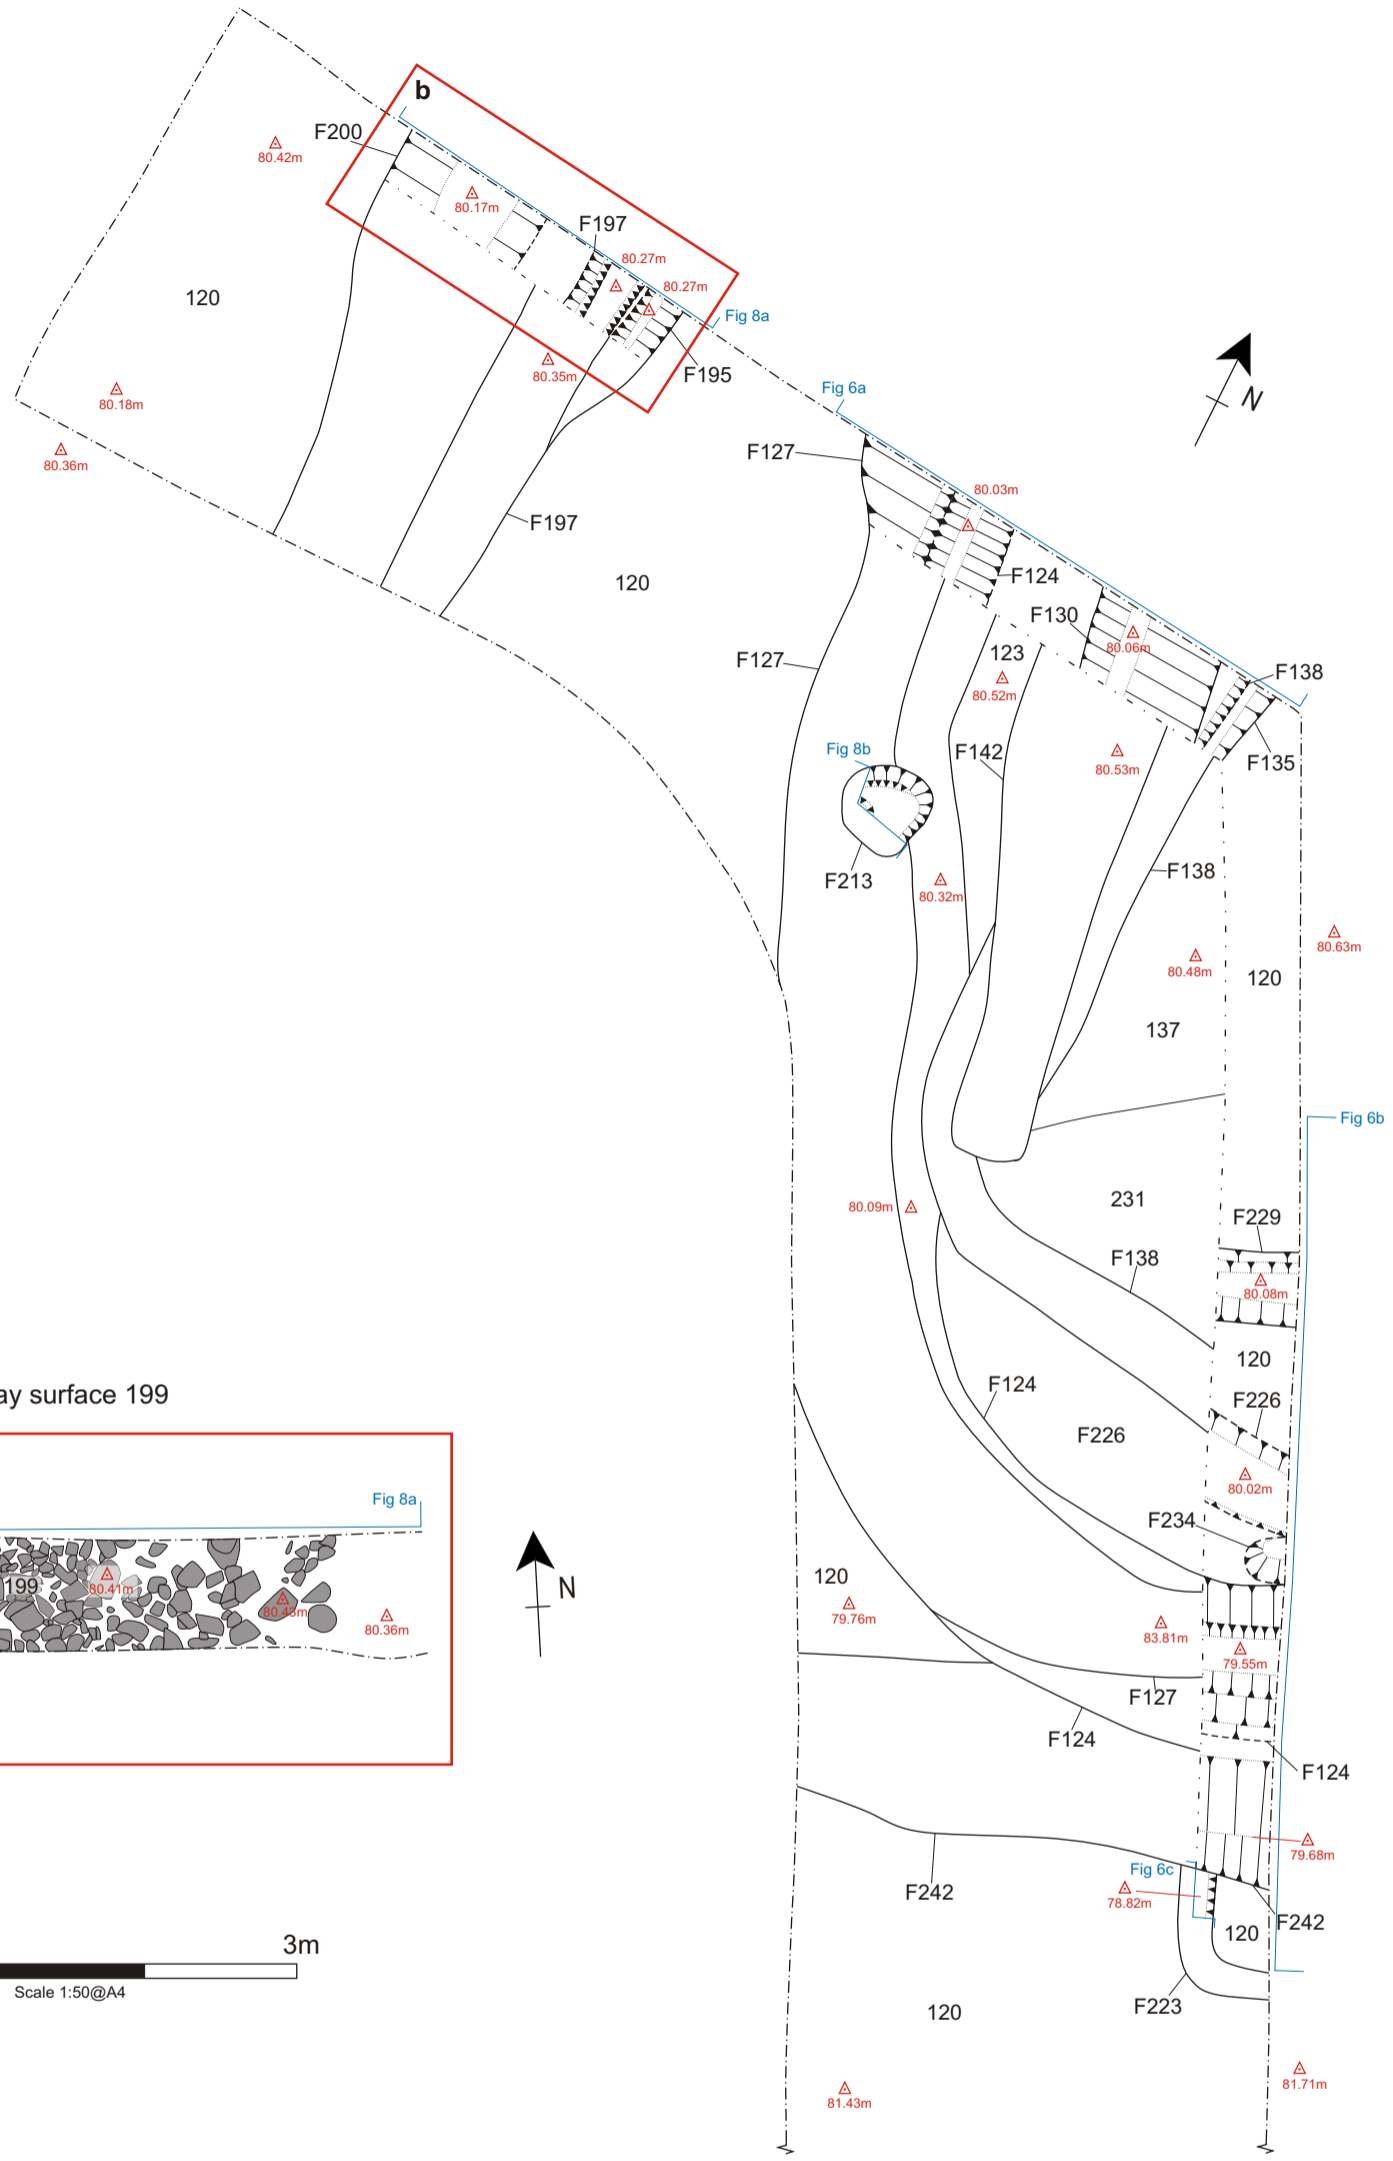 b
F200
80.42m
80.17m
F197
80.27m
80.27m
120
Fig 8a
80.35m
F195
80.18m
Fig 6a
N
80.36m
F127
80.03m
F197
120
F124
F130
80.06m
123
F127
80.52m
F138
Fig 8b
F142
80.53m
F135
F213
F138
80.32m
80.63m
80.48m
120
137
Fig 6b
231
80.09m
F229
F138
80.08m
120
F124
ay surface 199
F226
F226
80.02m
Fig 8a
F234
199
80.41m
80.43m
80.36m
N
120
79.76m
83.81m
79.55m
F127
F124
F124
79.68m
Fig 6c
F242
78.82m
F242
120
3m
Scale 1:50@A4
F223
120
81.43m
81.71m